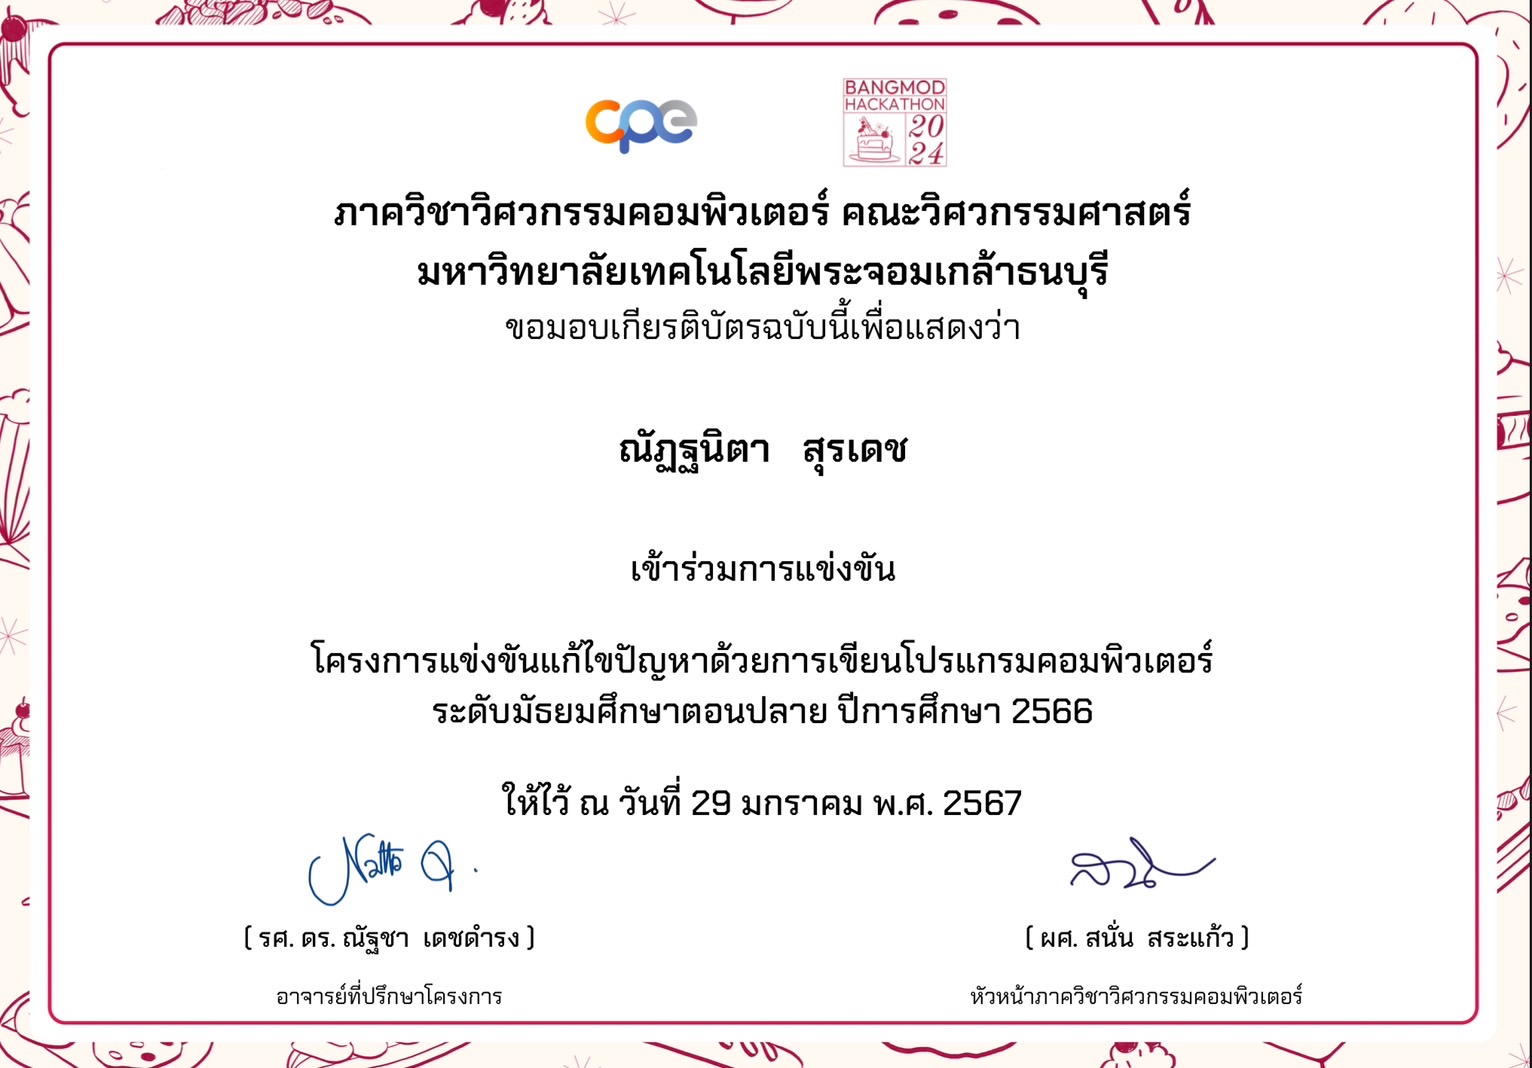 cpe
BANGMOD
HACKATHON
20
24
ภาควิชาวิศวกรรมคอมพิวเตอร์ คณะวิศวกรรมศาสตร์
มหาวิทยาลัยเทคโนโลยีพระจอมเกล้าธนบุรี
ขอมอบเกียรติบัตรฉบับนี้เพื่อแสดงว่า
ณัฏฐนิตา สุรเดช
เข้าร่วมการแข่งขัน
โครงการแข่งขันแก้ไขปัญหาด้วยการเขียนโปรแกรมคอมพิวเตอร์
ระดับมัธยมศึกษาตอนปลาย ปีการศึกษา 2566
ให้ไว้ ณ วันที่ 29 มกราคม พ.ศ. 2567
สนั่น
( รศ. ดร. ณัฐชา เดชดำรง )
( ผศ. สนั่น สระแก้ว )
อาจารย์ที่ปรึกษาโครงการ
หัวหน้าภาควิชาวิศวกรรมคอมพิวเตอร์